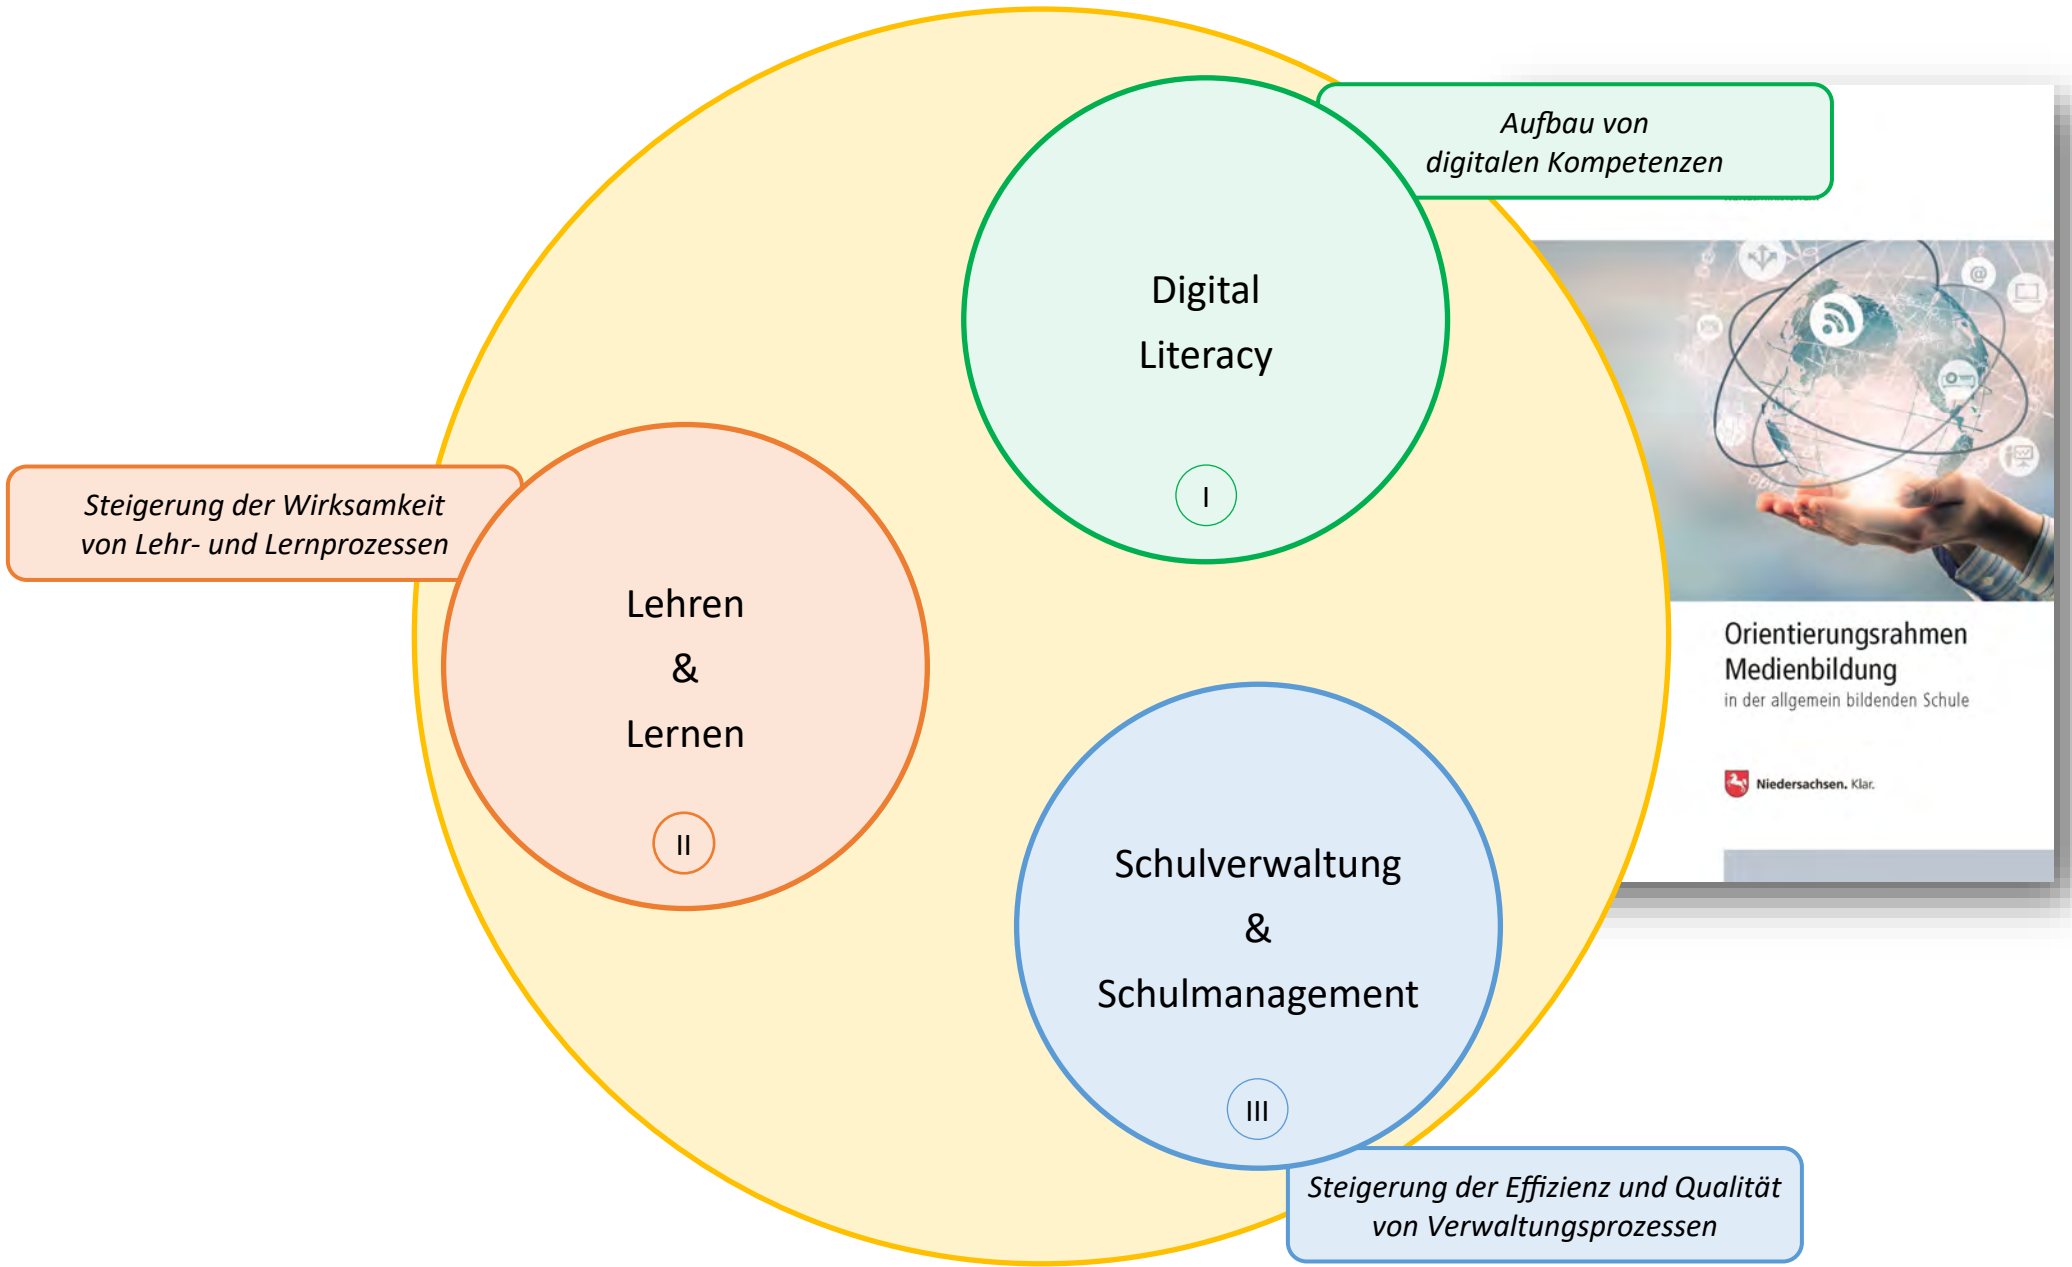 Aufbau von
digitalen Kompetenzen
Digital
Literacy
I
Steigerung der Wirksamkeit
von Lehr- und Lernprozessen
Lehren
&
Lernen
II
Schulverwaltung
&
Schulmanagement
III
Steigerung der Effizienz und Qualität
von Verwaltungsprozessen
@
Orientierungsrahmen
Medienbildung
in der allgemein bildenden Schule
Niedersachsen. Klar.